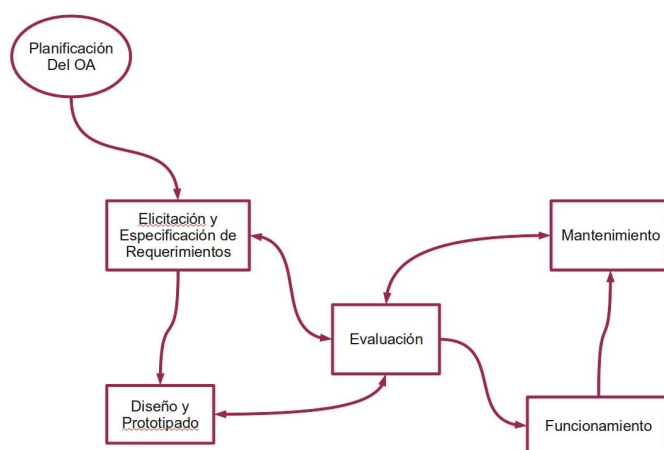 Planificación
Del OA
Elicitación y
Especificación de
Requerimientos
Mantenimiento
Evaluación
Diseño y
Prototipado
Funcionamiento